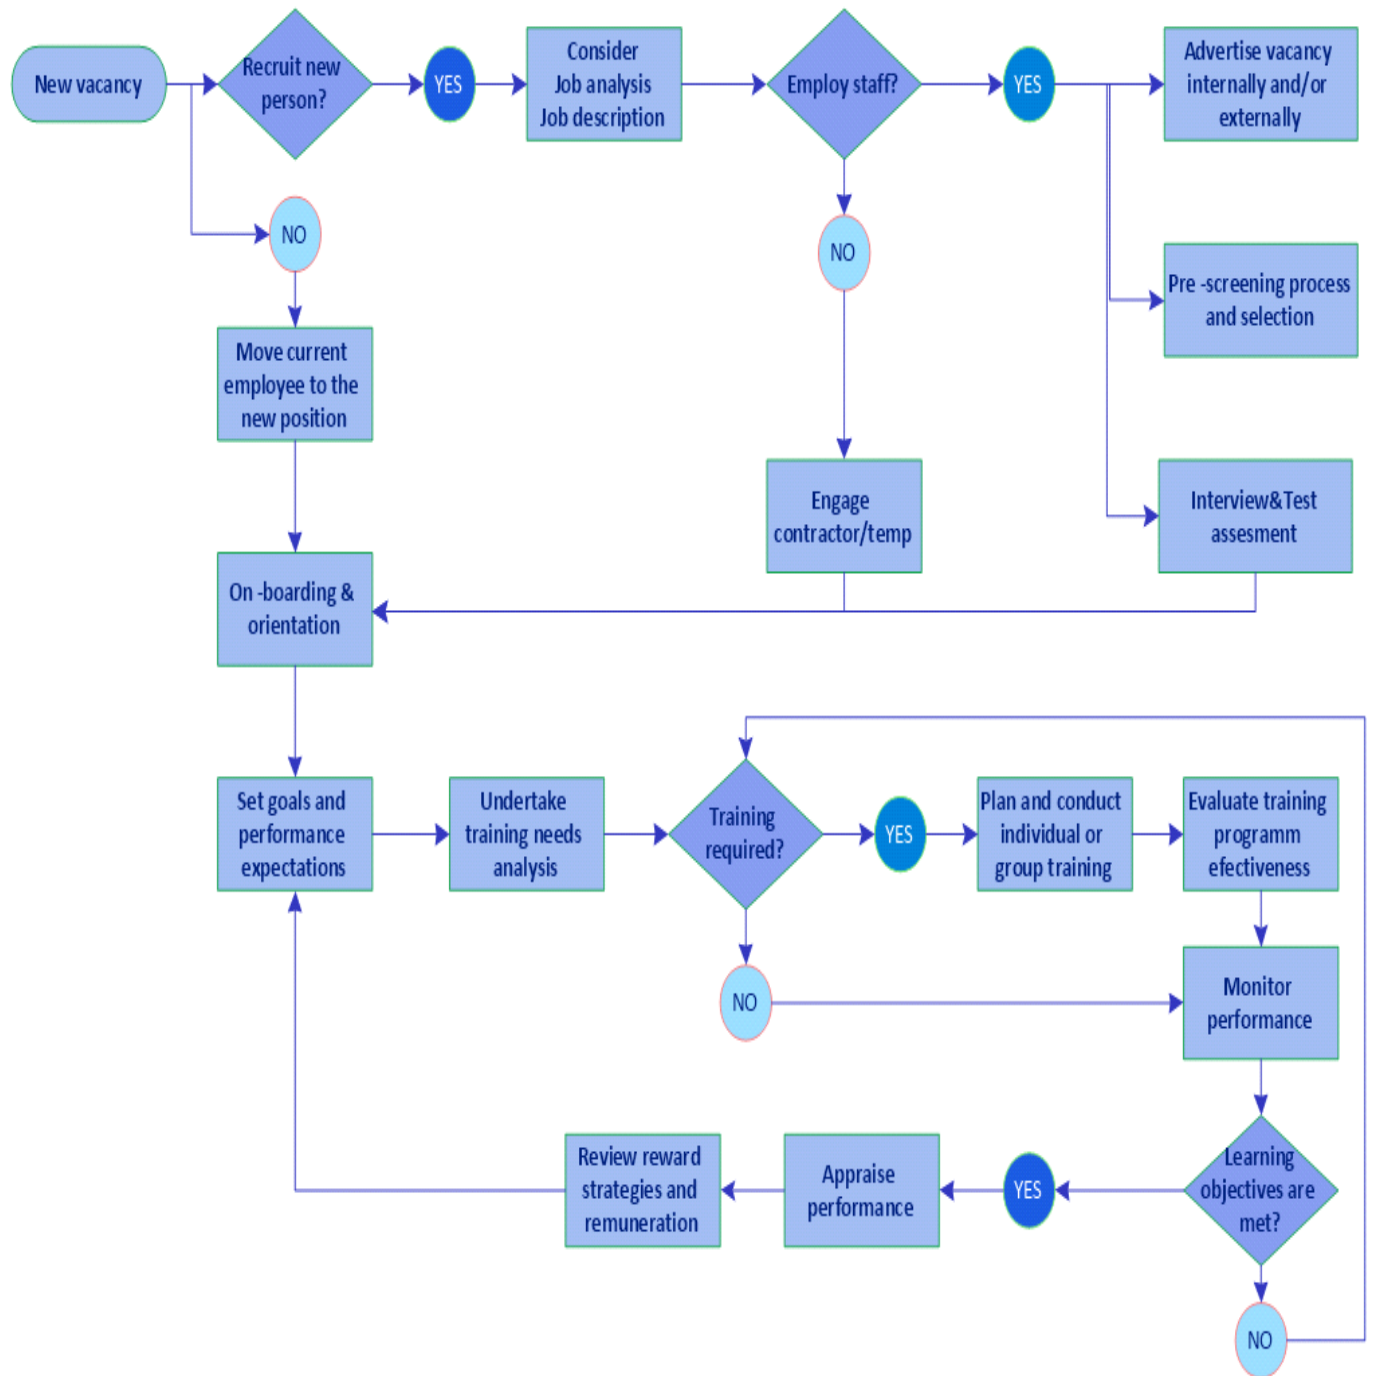 New vacancy
Recruit new
person?
YES
Consider
Job analysis
Job description
Employ staff?
YES
Advertise vacancy
internally and/or
externally
NO
NO
Pre -screening process
and selection
Move current
employee to the
new position
Engage
contractor/temp
Interview&Test
assesment
On -boarding &
orientation
Set goals and
performance
expectations
Undertake
training needs
analysis
Training
required?
YES
Plan and conduct
individual or
group training
Evaluate training
programm
efectiveness
NO
Monitor
performance
Review reward
strategies and
remuneration
Appraise
performance
YES
Learning
objectives are
met?
NO